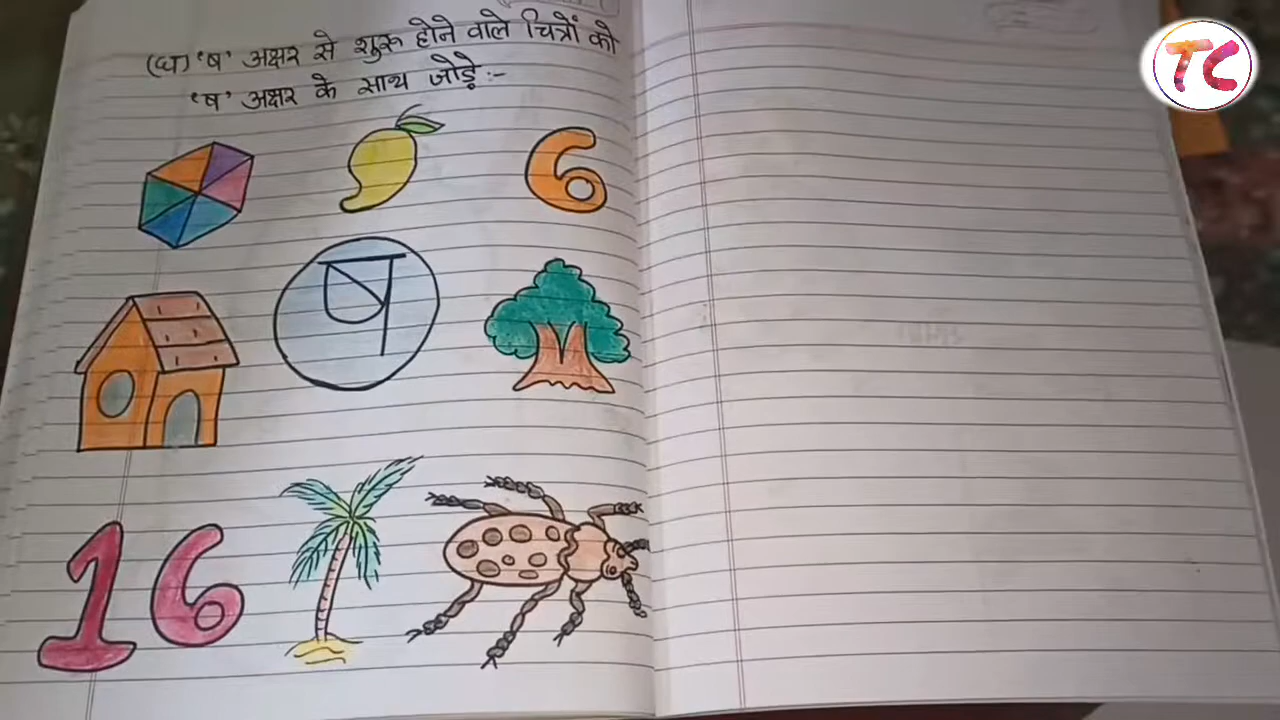 (घ) 'ष' अक्षर से शुरू होने वाले चित्रों को
'ष' अक्षर के साथ जोड़े :-
6
ष
16
TC